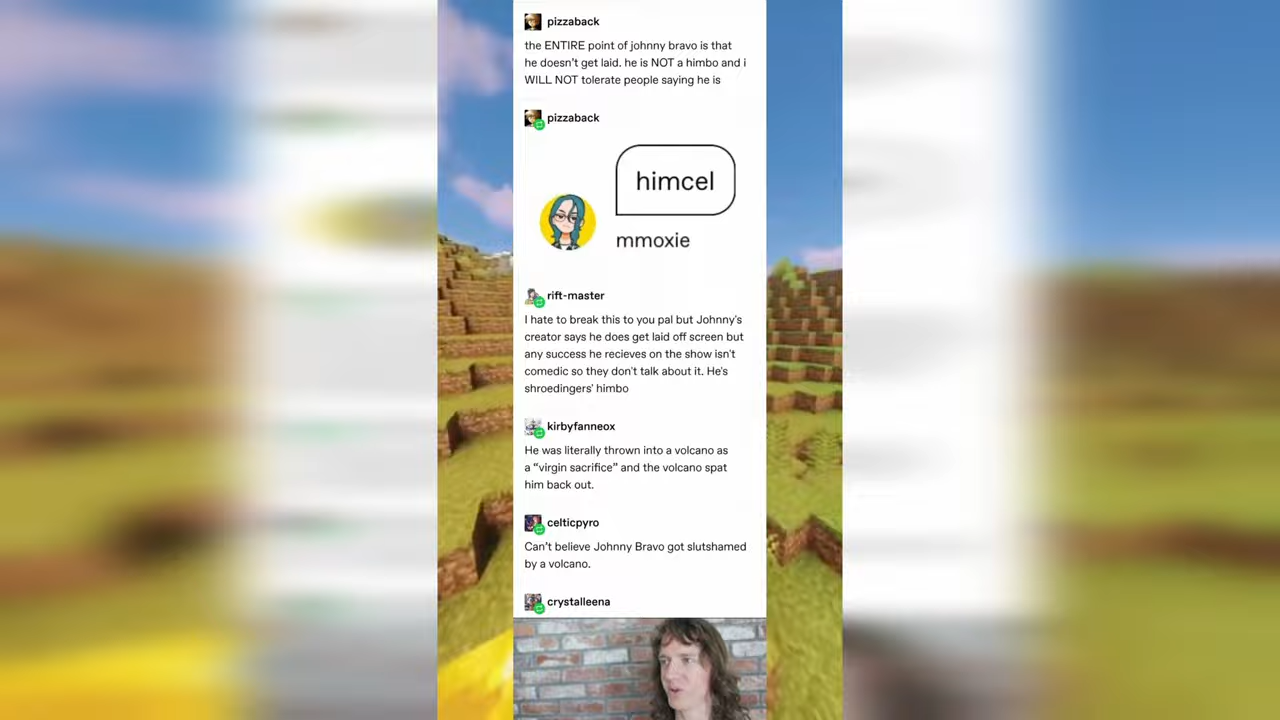 pizzaback
the ENTIRE point of johnny bravo is that
he doesn't get laid. he is NOT a himbo and i
WILL NOT tolerate people saying he is
pizzaback
himcel
mmoxie
rift-master
I hate to break this to you pal but Johnny's
creator says he does get laid off screen but
any success he recieves on the show isn't
comedic so they don't talk about it. He's
shroedingers' himbo
kirbyfanneox
He was literally thrown into a volcano as
a “virgin sacrifice” and the volcano spat
him back out.
celticpyro
Can't believe Johnny Bravo got slutshamed
by a volcano.
crystalleena